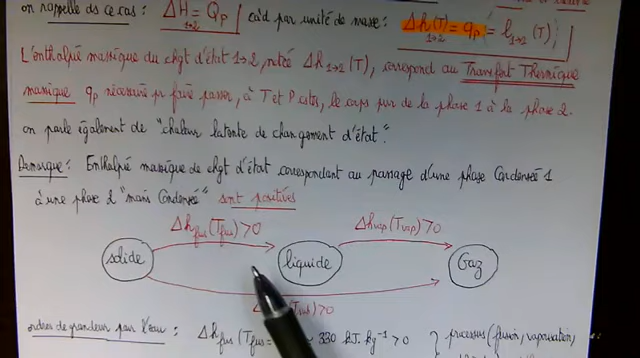 on rappelle ds ce cas : ΔH = Qp
1→2
càd par unité de masse : Δh(T) = qp = l1→2(T)
1→2
L'enthalpie massique du chgt d'état 1→2, notée Δh1→2(T), correspond au Transfert Thermique
massique qp nécessaire pr faire passer, à T et P ctes, le corps pur de la phase 1 à la phase 2.
on parle également de "chaleur latente de changement d'état".
Remarque : Enthalpie massique de chgt d'état correspondant au passage d'une phase Condensée 1
à une phase 2 "moins Condensée" sont positives
Δhfus(Tfus)>0
Δhvap(Tvap)>0
solide
liquide
Gaz
)>0
ordres de grandeur par l'eau : Δhfus(Tfus= 330 kJ.kg⁻¹ > 0
} processus (fusion, vaporisation,